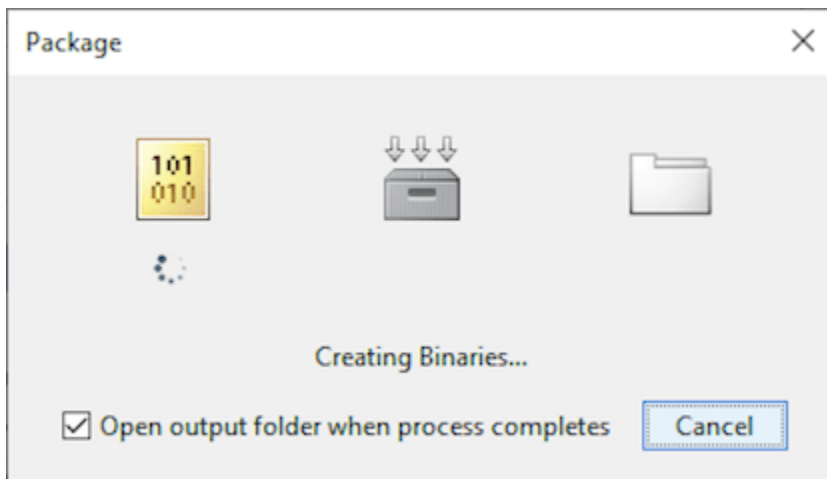 Package
101
010
Creating Binaries...
Open output folder when process completes
Cancel